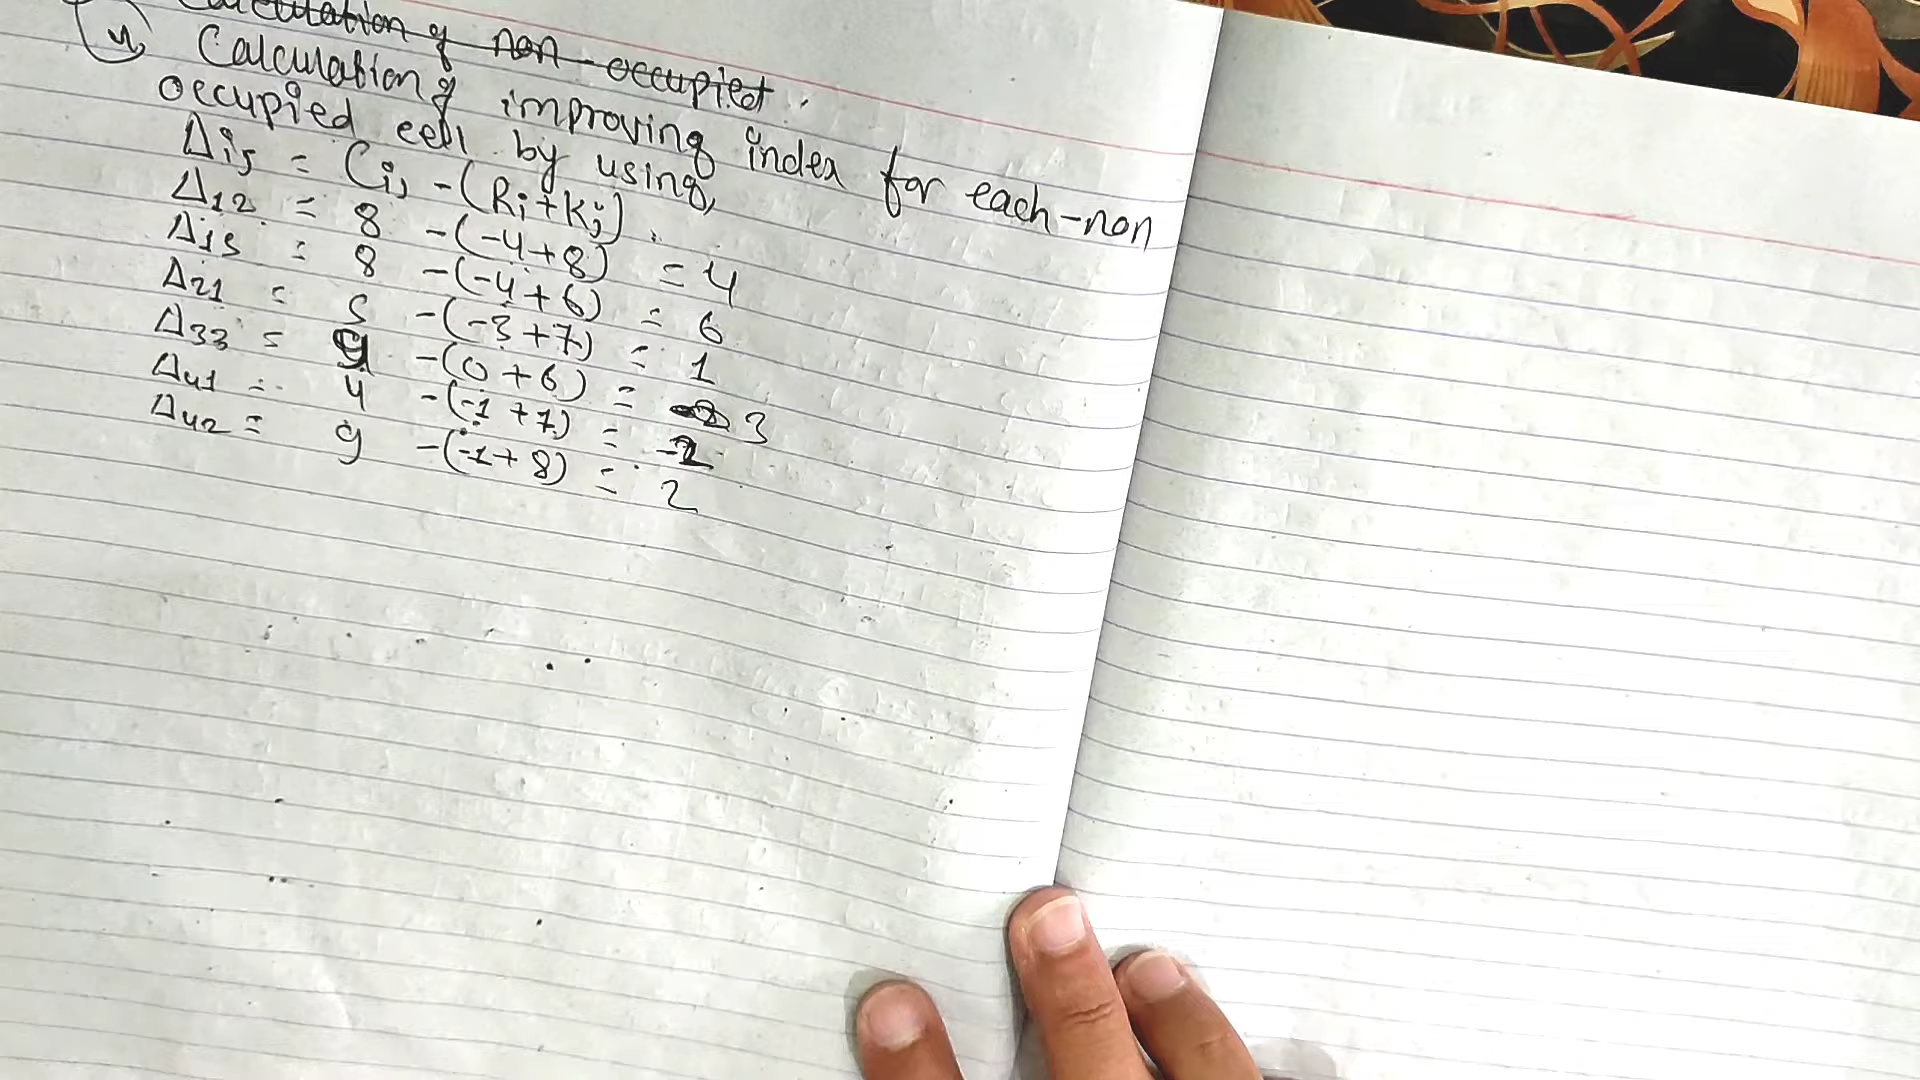 Calculation of non-occupied.
Calculation of improving index for each-non
occupied cell by using,
Δij = Cij - (Ri+Kj).
Δ12 = 8 - (-4+8) = 4
Δ13 = 8 - (-4+6) = 6
Δ21 = 5 - (-3+7) = 1
Δ33 = 9 - (0+6) = 3
Δ41 = 4 - (-1+7) = -2
Δ42 = 9 - (-1+8) = 2